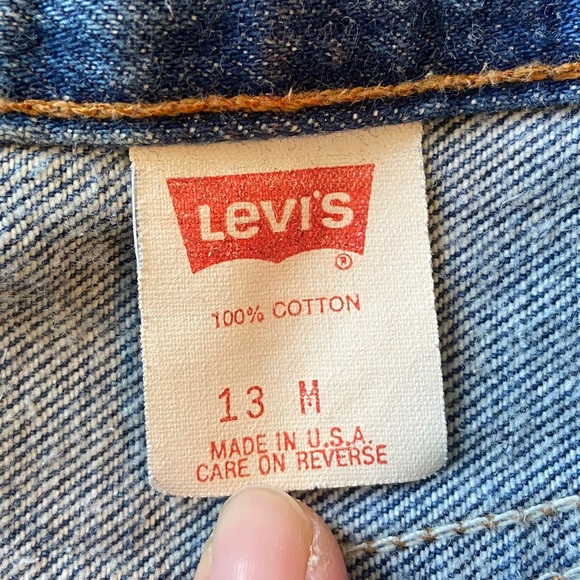 Levi's
®
100% COTTON
13 M
MADE IN U.S.A.
CARE ON REVERSE